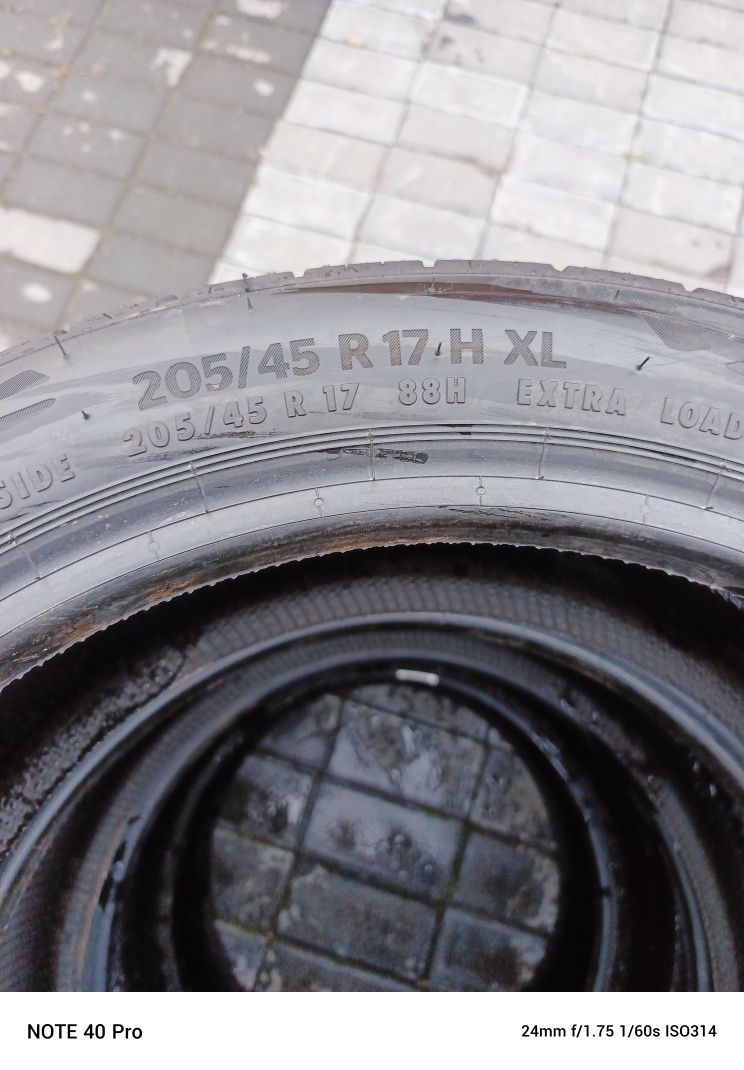 205/45 R 17 H XL
SIDE 205/45 R 17 88H EXTRA LOAD
NOTE 40 Pro
24mm f/1.75 1/60s ISO314